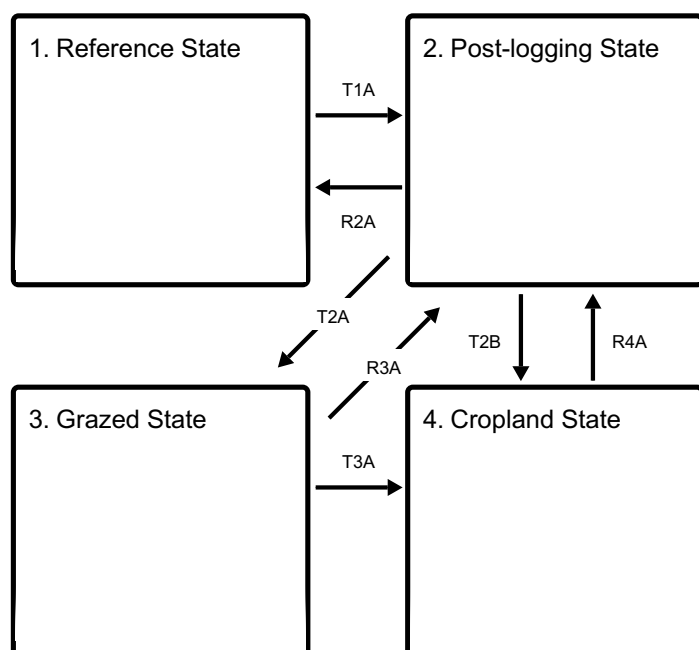 1. Reference State
2. Post-logging State
T1A
R2A
T2A
R3A
T2B
R4A
3. Grazed State
4. Cropland State
T3A